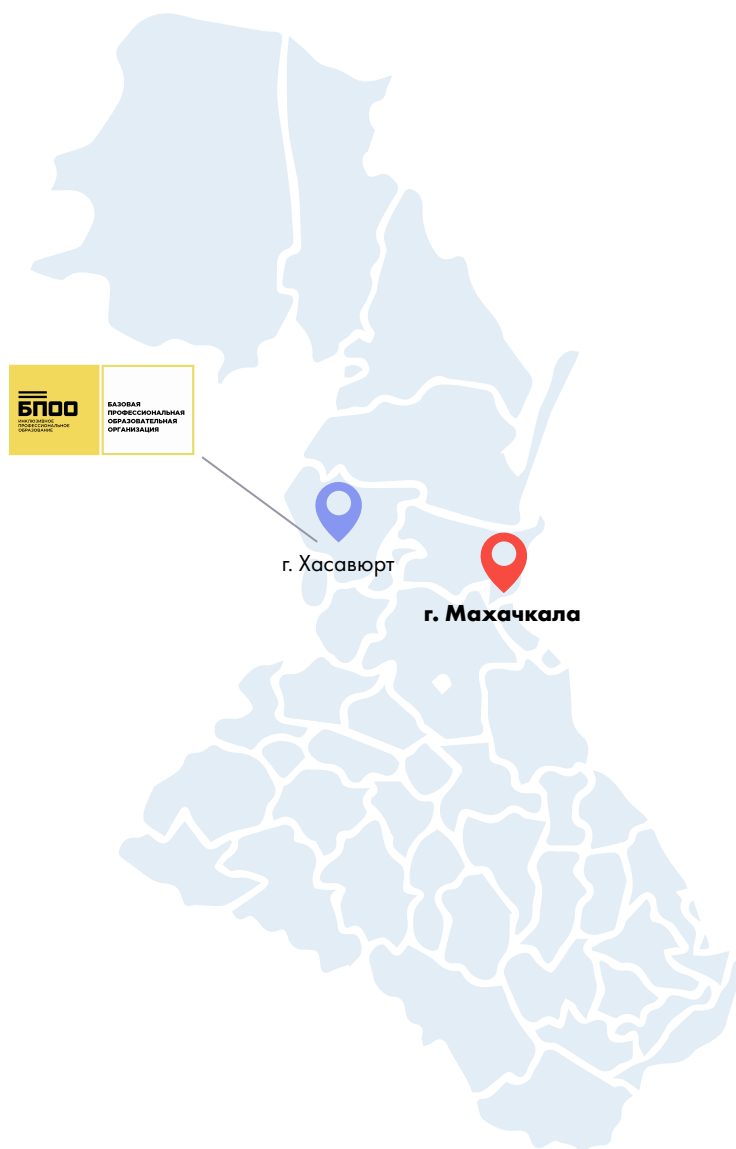 БПОО
ИНКЛЮЗИВНОЕ
ПРОФЕССИОНАЛЬНОЕ
ОБРАЗОВАНИЕ
БАЗОВАЯ
ПРОФЕССИОНАЛЬНАЯ
ОБРАЗОВАТЕЛЬНАЯ
ОРГАНИЗАЦИЯ
г. Хасавюрт
г. Махачкала